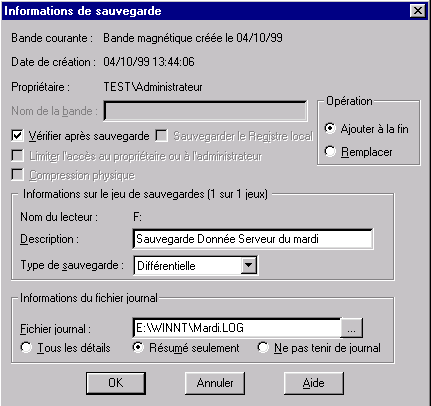 Informations de sauvegarde
Bande courante : Bande magnétique créée le 04/10/99
Date de création : 04/10/99 13:44:06
Propriétaire : TEST\Administrateur
Nom de la bande :
Opération
Vérifier après sauvegarde Sauvegarder le Registre local
Ajouter à la fin
Limiter l'accès au propriétaire ou à l'administrateur
Remplacer
Compression physique
Informations sur le jeu de sauvegardes (1 sur 1 jeux)
Nom du lecteur : F:
Description : Sauvegarde Donnée Serveur du mardi
Type de sauvegarde : Différentielle
Informations du fichier journal
Fichier journal : E:\WINNT\Mardi.LOG ...
Tous les détails Résumé seulement Ne pas tenir de journal
OK Annuler Aide